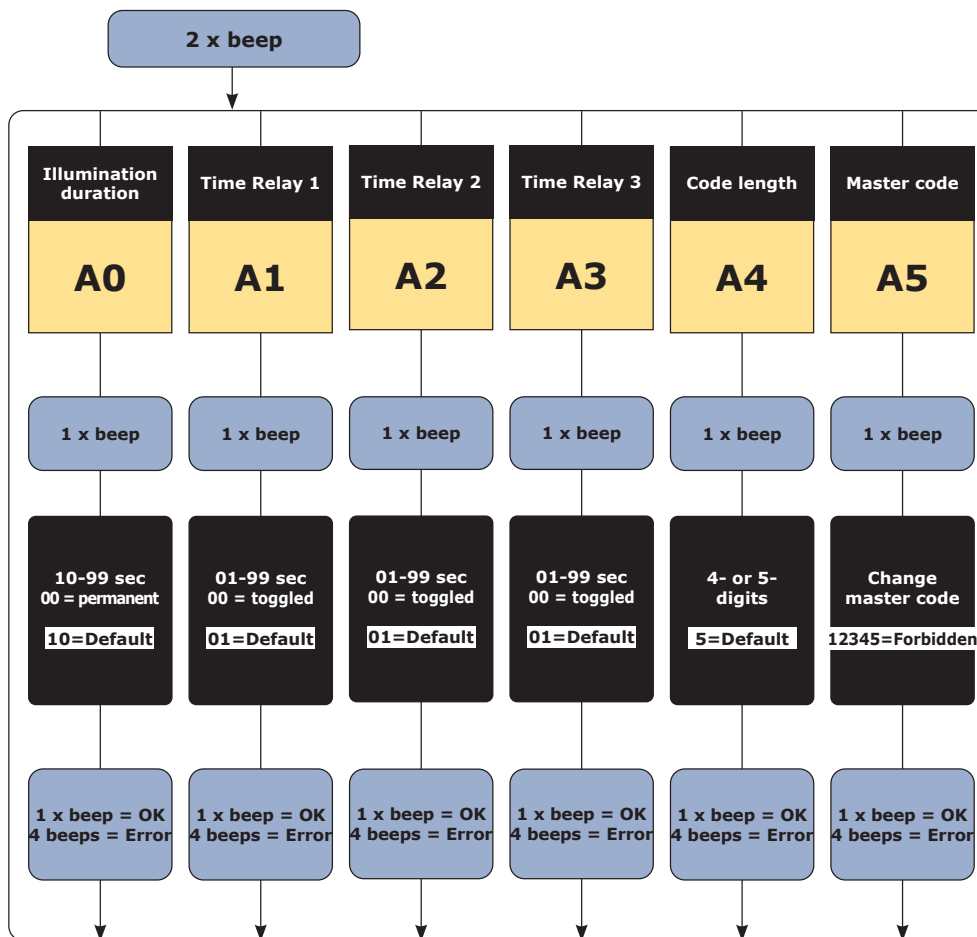 2 x beep
Illumination
duration
Time Relay 1
Time Relay 2
Time Relay 3
Code length
Master code
A0
A1
A2
A3
A4
A5
1 x beep
1 x beep
1 x beep
1 x beep
1 x beep
1 x beep
10-99 sec
00 = permanent
10=Default
01-99 sec
00 = toggled
01=Default
01-99 sec
00 = toggled
01=Default
01-99 sec
00 = toggled
01=Default
4- or 5-
digits
5=Default
Change
master code
12345=Forbidden
1 x beep = OK
4 beeps = Error
1 x beep = OK
4 beeps = Error
1 x beep = OK
4 beeps = Error
1 x beep = OK
4 beeps = Error
1 x beep = OK
4 beeps = Error
1 x beep = OK
4 beeps = Error